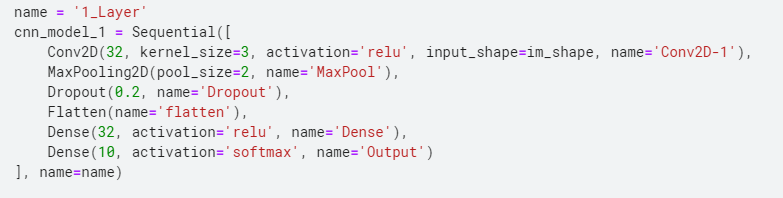 name = '1_Layer'
cnn_model_1 = Sequential([
    Conv2D(32, kernel_size=3, activation='relu', input_shape=im_shape, name='Conv2D-1'),
    MaxPooling2D(pool_size=2, name='MaxPool'),
    Dropout(0.2, name='Dropout'),
    Flatten(name='flatten'),
    Dense(32, activation='relu', name='Dense'),
    Dense(10, activation='softmax', name='Output')
], name=name)